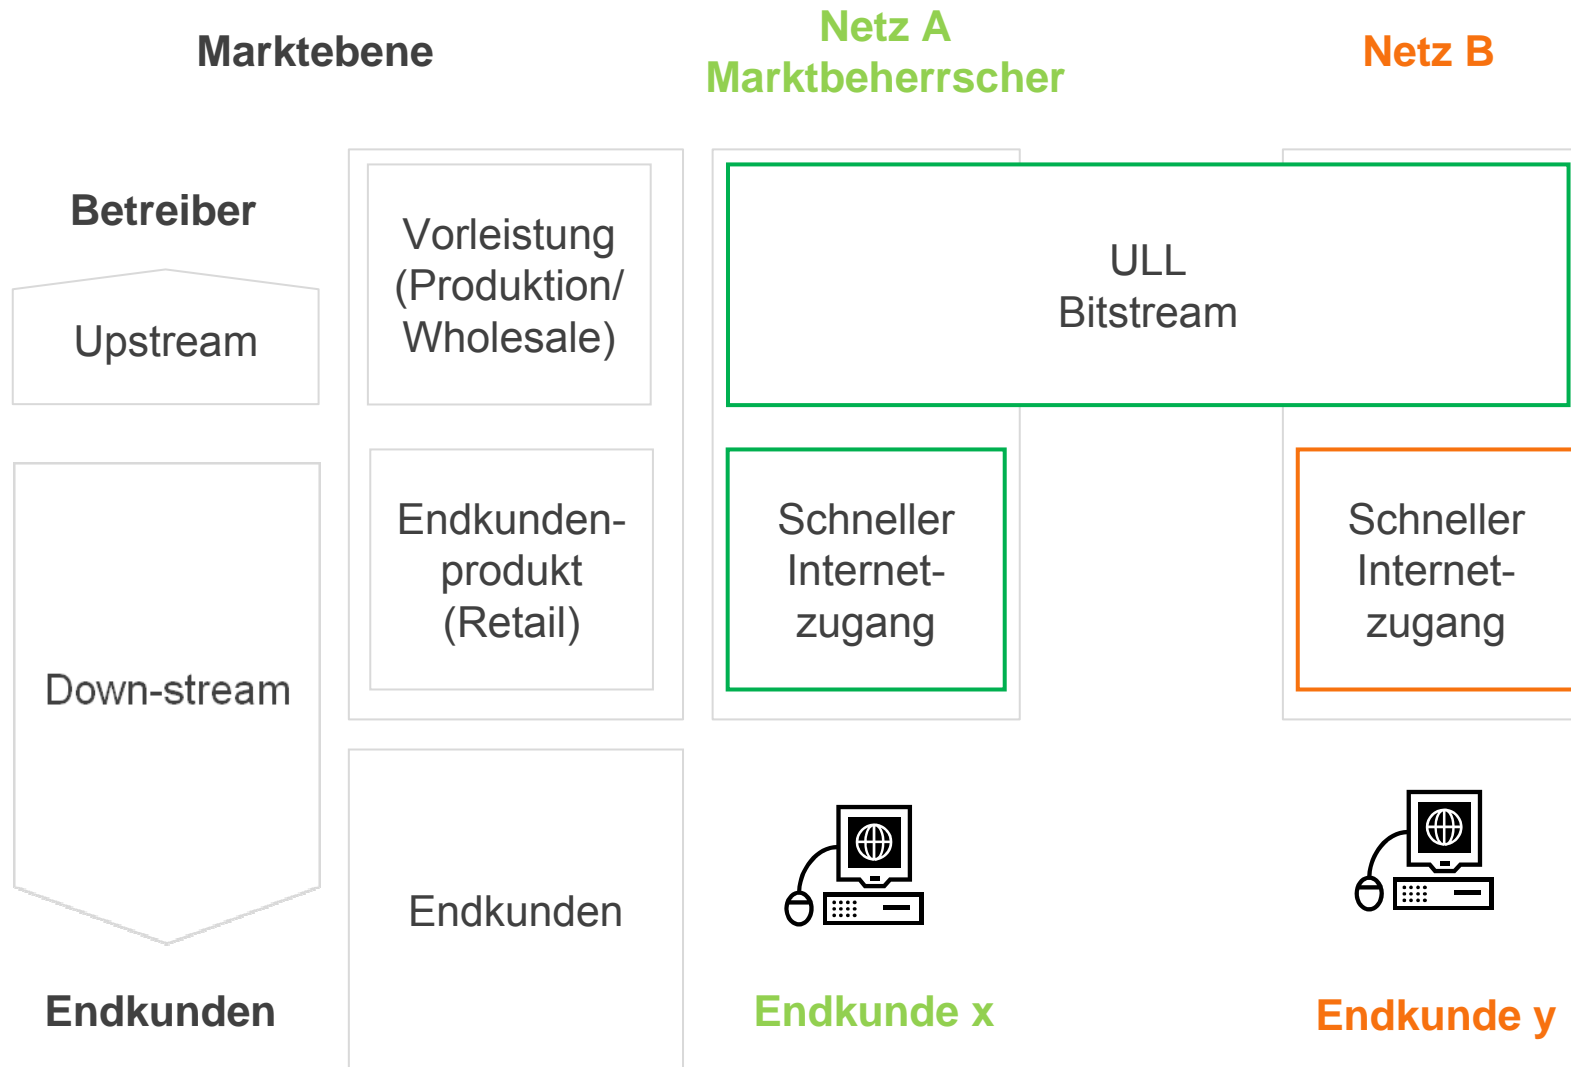 Marktebene
Netz A
Marktbeherrscher
Netz B
Betreiber
Upstream
Vorleistung
(Produktion/
Wholesale)
ULL
Bitstream
Down-stream
Endkunden-
produkt
(Retail)
Schneller
Internet-
zugang
Schneller
Internet-
zugang
Endkunden
Endkunden
Endkunde x
Endkunde y